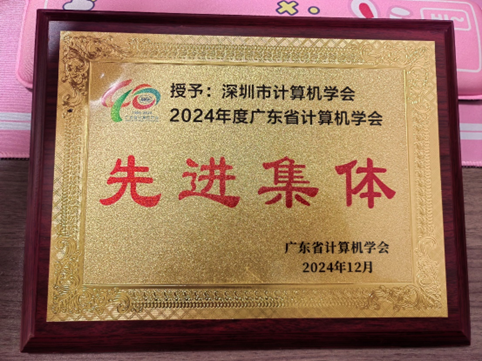 授予：深圳市计算机学会
2024年度广东省计算机学会
先进集体
广东省计算机学会
2024年12月